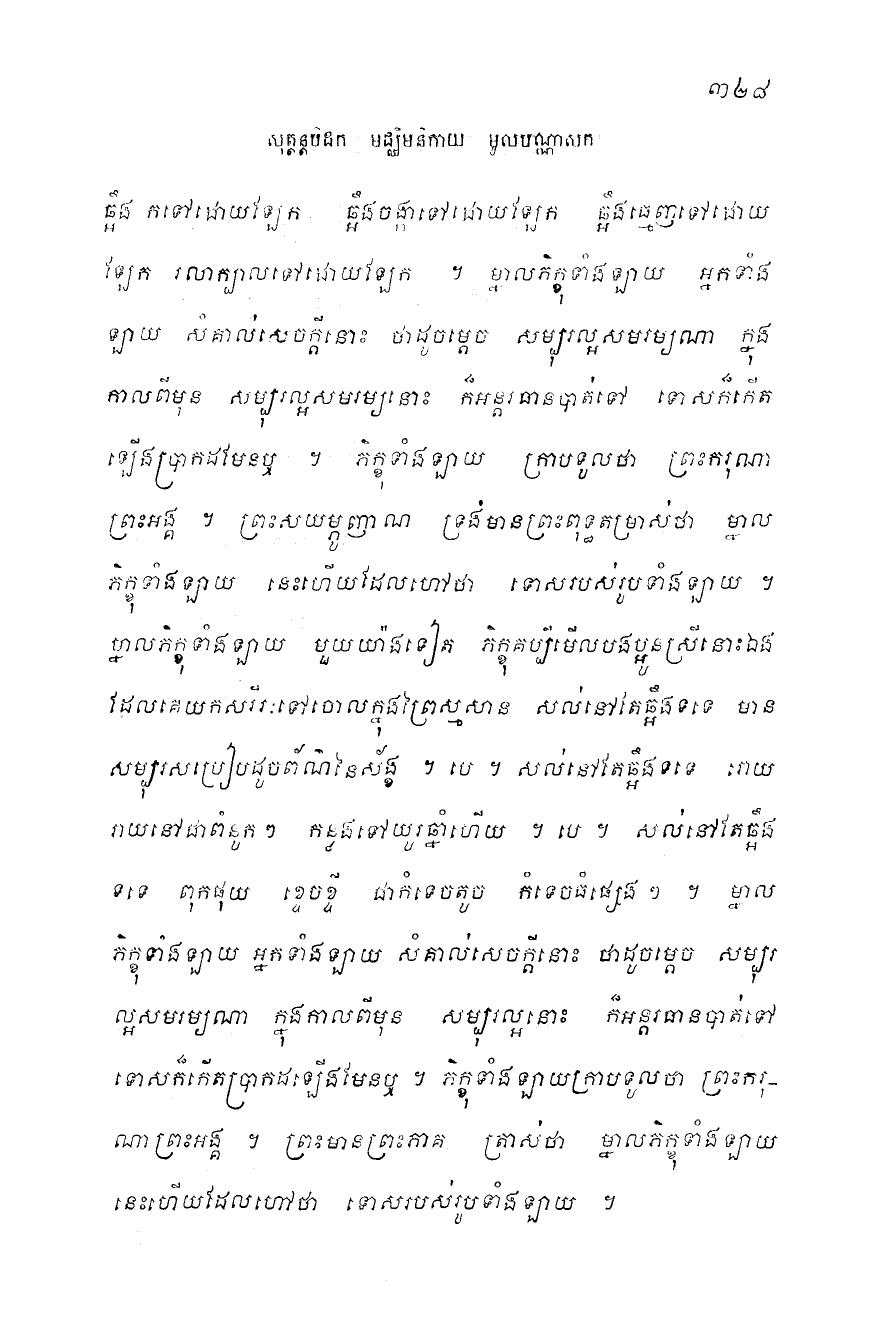 ៣២៨
សុត្តន្តបិដក មជ្ឈិមនិកាយ មូលបណ្ណាសក
ឆ្អឹង កទៅដោយឡែក ឆ្អឹងចង្កាទៅដោយឡែក ឆ្អឹងធ្មេញទៅដោយ
ឡែក រលាក្បាលទៅដោយឡែក ។ ម្នាលភិក្ខុទាំងឡាយ អ្នកទាំង
ឡាយ សំគាល់សេចក្តីនោះ ថាដូចម្តេច សម្បុរល្អសមរម្យណា ក្នុង
កាលពីមុន សម្បុរល្អសមរម្យនោះ ក៏អន្តរធានបាត់ទៅ ទោសក៏កើត
ឡើងប្រាកដមែនឬ ។ ភិក្ខុទាំងឡាយ ក្រាបទូលថា ព្រះករុណា
ព្រះអង្គ ។ ព្រះសយម្ភូញាណ ទ្រង់មានព្រះពុទ្ធតម្រាស់ថា ម្នាល
ភិក្ខុទាំងឡាយ នេះហើយដែលហៅថា ទោសរបស់រូបទាំងឡាយ ។
ម្នាលភិក្ខុទាំងឡាយ មួយយ៉ាងទៀត ភិក្ខុគប្បីមើលបងប្អូនស្រីនោះឯង
ដែលគេយកសរីរៈទៅចោលក្នុងព្រៃស្មសាន សល់នៅតែឆ្អឹងទទេ មាន
សម្បុរសប្រៀបដូចពណ៌នៃស័ង្ខ ។ បេ ។ សល់នៅតែឆ្អឹងទទេ រាយ
រាយនៅជាពំនូកៗ កន្លងទៅយូរឆ្នាំហើយ ។ បេ ។ សល់នៅតែឆ្អឹង
ទទេ ពុកផុយ ខ្ទេចខ្ទី ជាកំទេចតូច កំទេចធំផ្សេង ៗ ។ ម្នាល
ភិក្ខុទាំងឡាយ អ្នកទាំងឡាយ សំគាល់សេចក្តីនោះ ថាដូចម្តេច សម្បុរ
ល្អសមរម្យណា ក្នុងកាលពីមុន សម្បុរល្អនោះ ក៏អន្តរធានបាត់ទៅ
ទោសក៏កើតប្រាកដឡើងមែនឬ ។ ភិក្ខុទាំងឡាយក្រាបទូលថា ព្រះករុ-
ណាព្រះអង្គ ។ ព្រះមានព្រះភាគ ត្រាស់ថា ម្នាលភិក្ខុទាំងឡាយ
នេះហើយដែលហៅថា ទោសរបស់រូបទាំងឡាយ ។